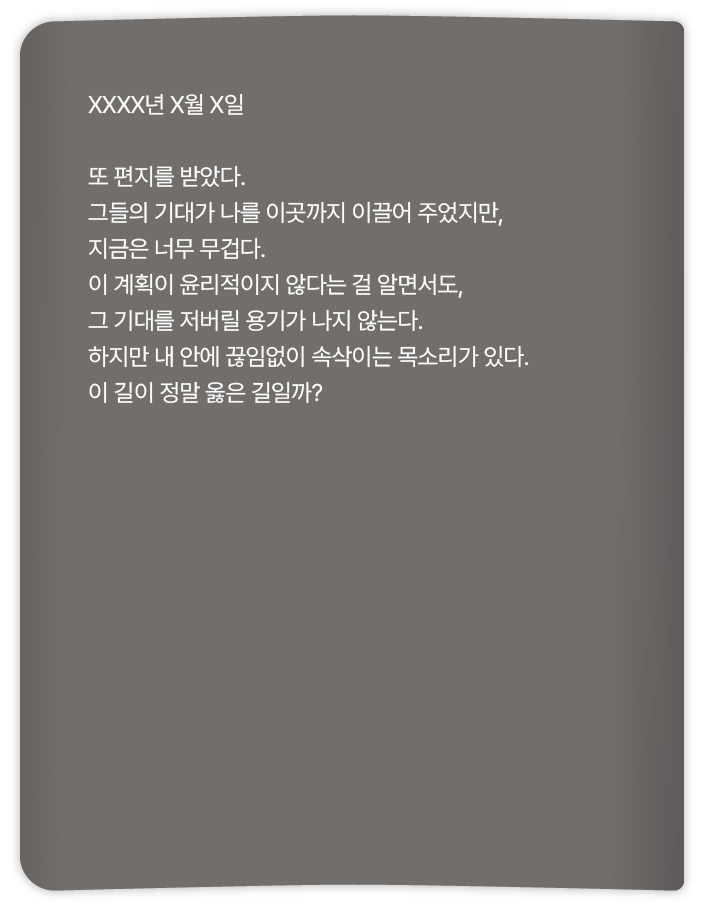 XXXX년 X월 X일
또 편지를 받았다.
그들의 기대가 나를 이곳까지 이끌어 주었지만,
지금은 너무 무겁다.
이 계획이 윤리적이지 않다는 걸 알면서도,
그 기대를 저버릴 용기가 나지 않는다.
하지만 내 안에 끊임없이 속삭이는 목소리가 있다.
이 길이 정말 옳은 길일까?